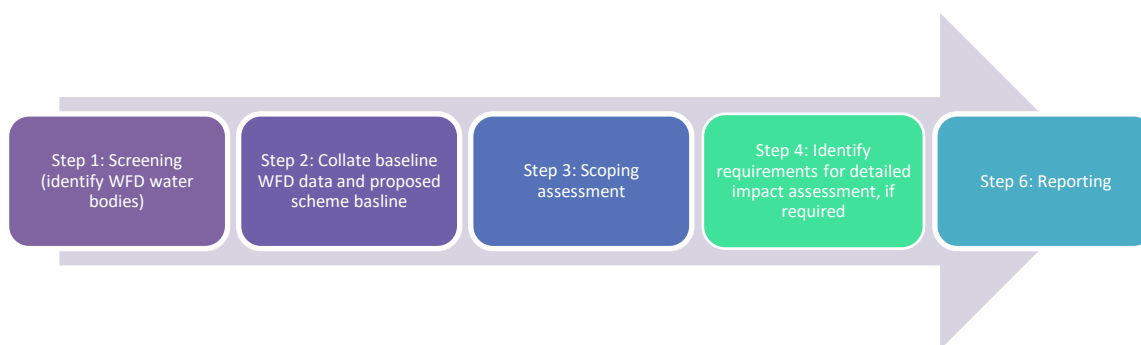 Step 1: Screening
(identify WFD water
bodies)
Step 2: Collate baseline
WFD data and proposed
scheme basline
Step 3: Scoping
assessment
Step 4: Identify
requirements for detailed
impact assessment, if
required
Step 6: Reporting